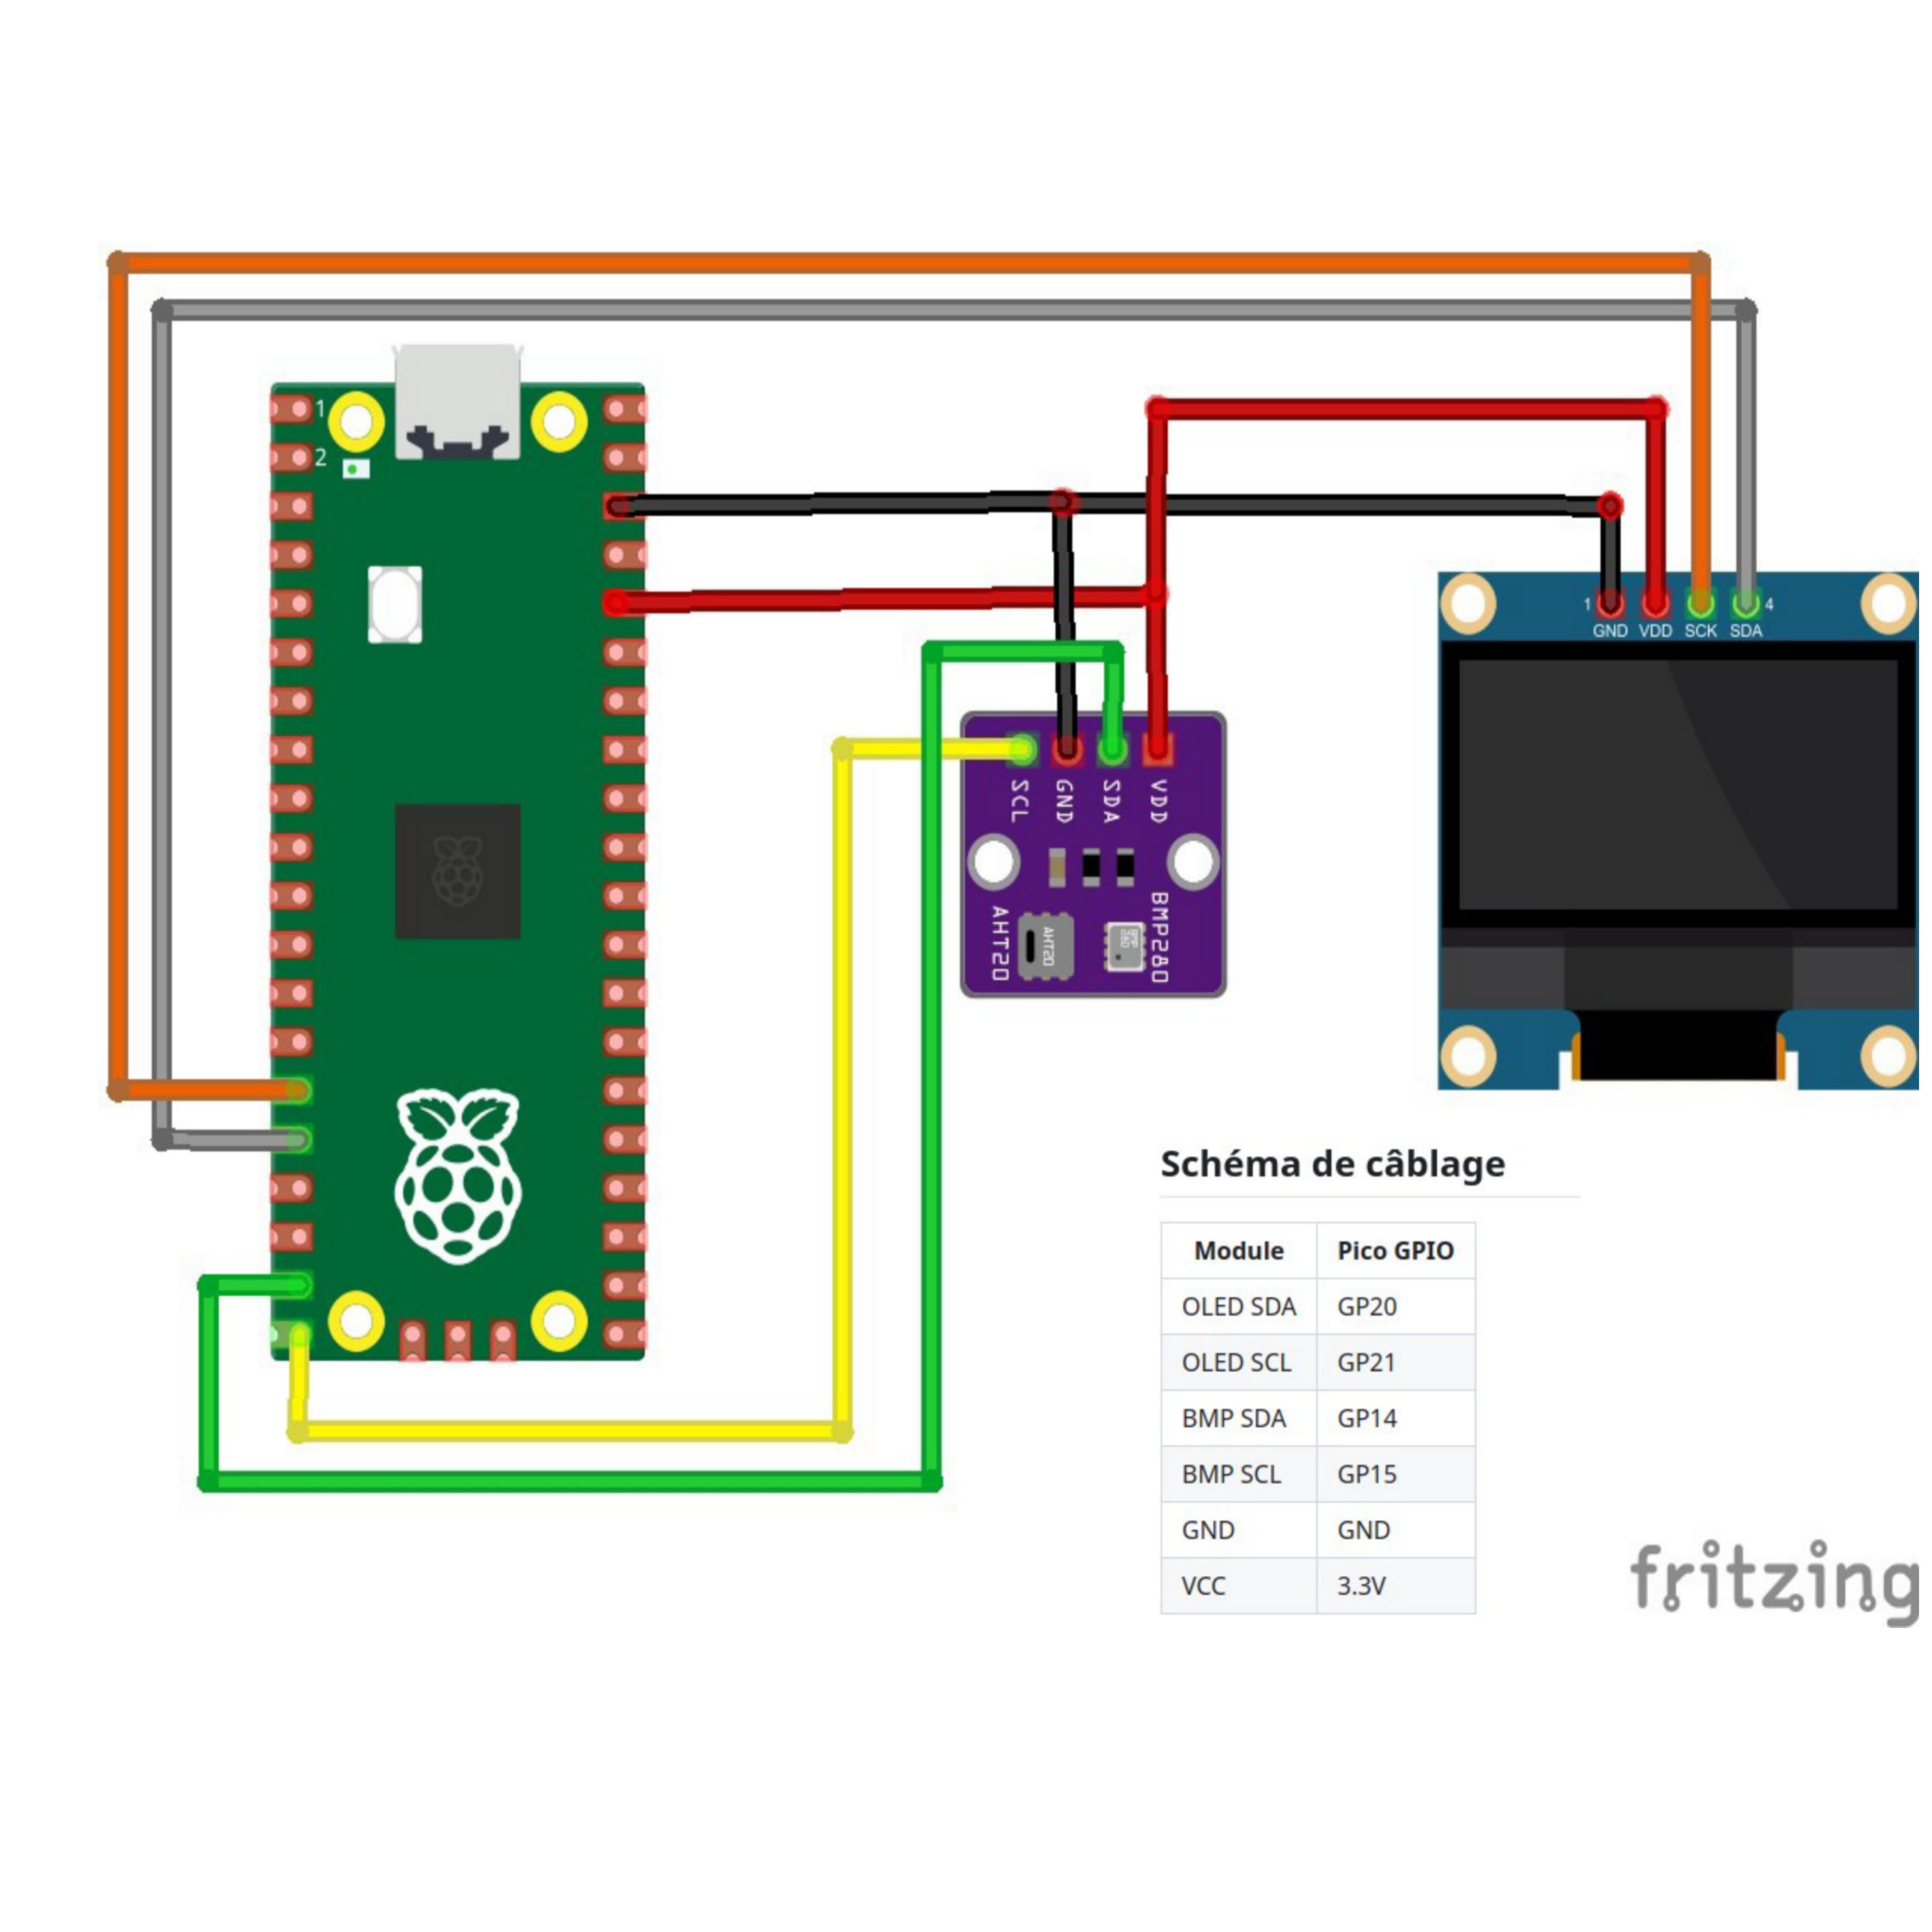 1
2
1
4
GND VDD SCK SDA
SCL
GND
SDA
VDD
AHT20
AHT20
BMP280
BMP
280
Schéma de câblage
Module Pico GPIO
OLED SDA GP20
OLED SCL GP21
BMP SDA GP14
BMP SCL GP15
GND GND
VCC 3.3V
fritzing